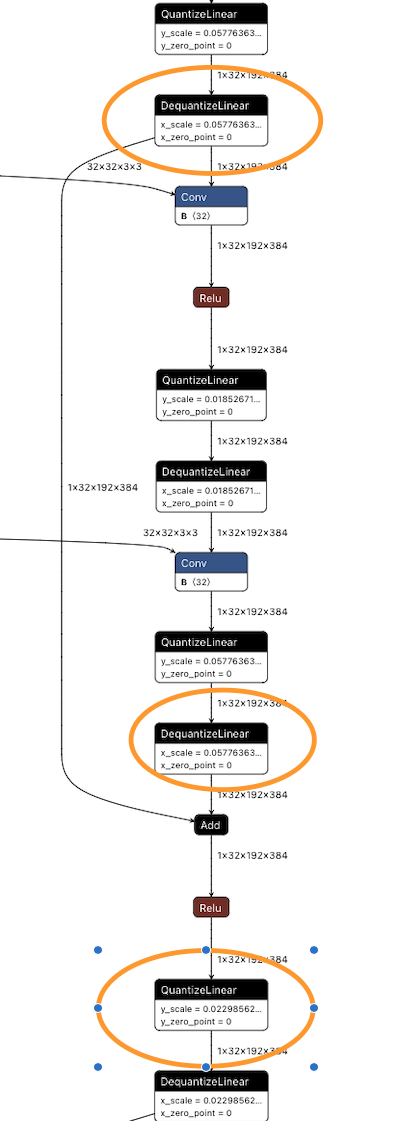 QuantizeLinear
y_scale = 0.05776363...
y_zero_point = 0
1×32×192×384
DequantizeLinear
x_scale = 0.05776363...
x_zero_point = 0
32×32×3×3
1×32×192×384
Conv
B ⟨32⟩
1×32×192×384
Relu
1×32×192×384
QuantizeLinear
y_scale = 0.01852671...
y_zero_point = 0
1×32×192×384
DequantizeLinear
x_scale = 0.01852671...
x_zero_point = 0
1×32×192×384
32×32×3×3
1×32×192×384
Conv
B ⟨32⟩
1×32×192×384
QuantizeLinear
y_scale = 0.05776363...
y_zero_point = 0
1×32×192×384
DequantizeLinear
x_scale = 0.05776363...
x_zero_point = 0
1×32×192×384
Add
1×32×192×384
Relu
1×32×192×384
QuantizeLinear
y_scale = 0.02298562...
y_zero_point = 0
1×32×192×384
DequantizeLinear
x_scale = 0.02298562...
x_zero_point = 0